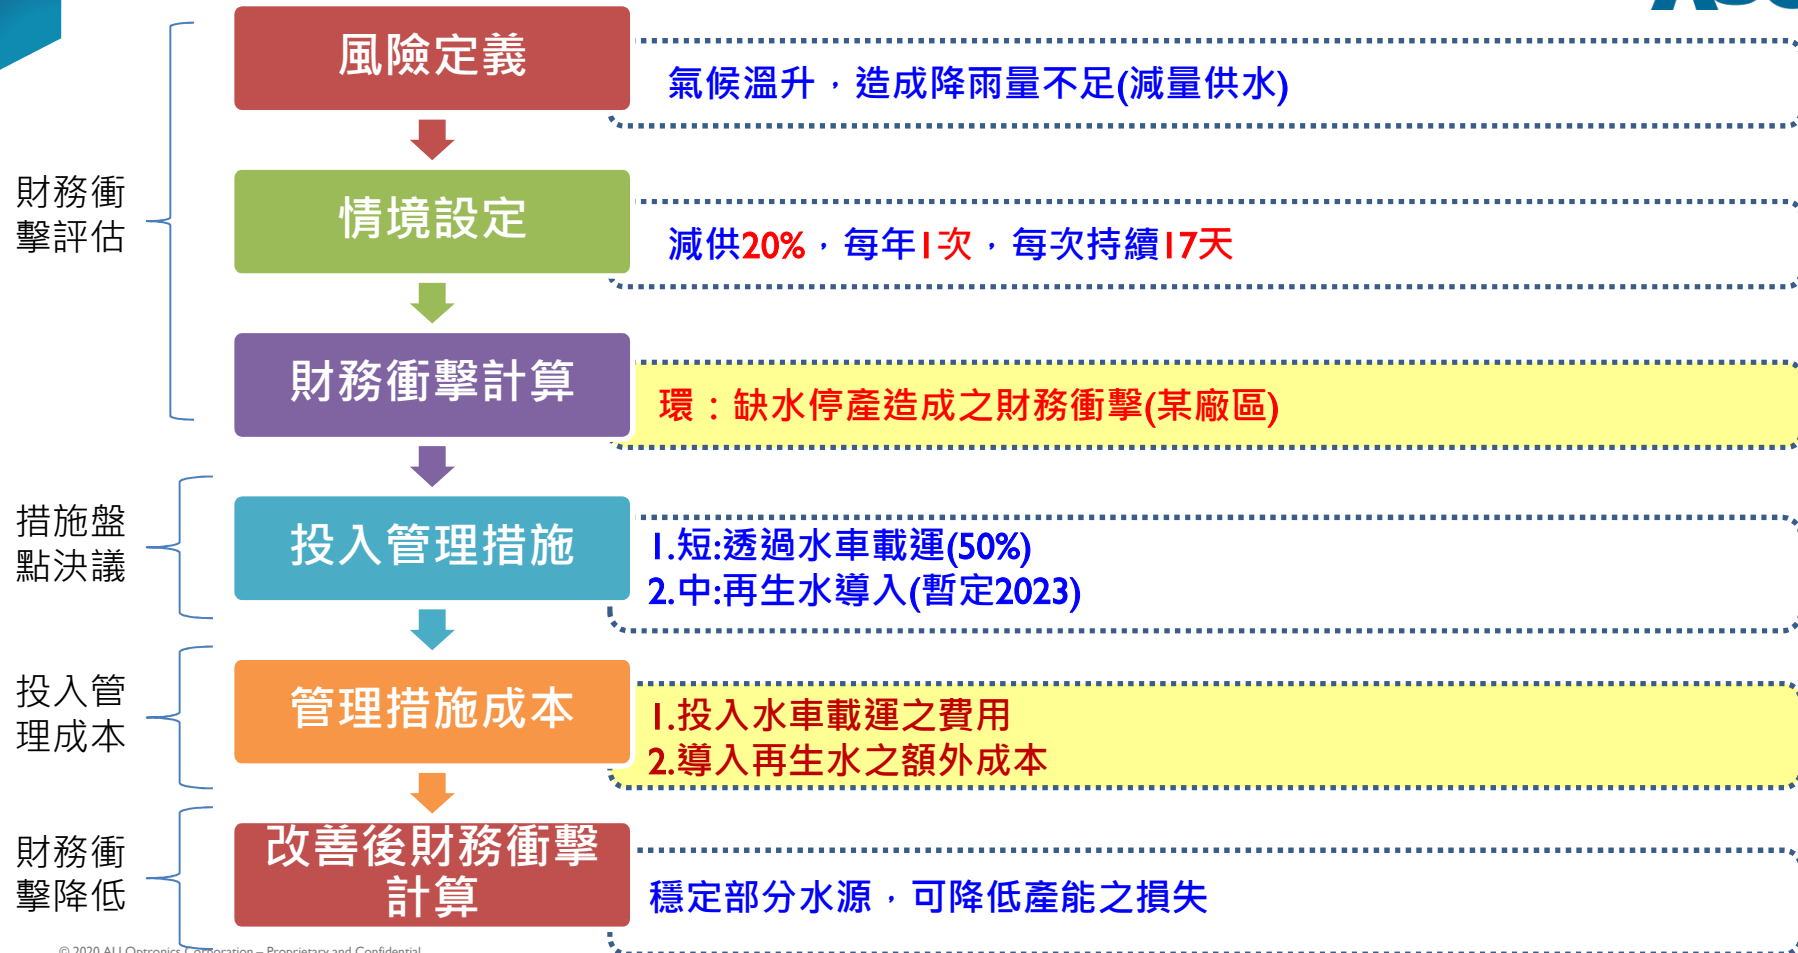 風險定義
氣候溫升，造成降雨量不足(減量供水)
財務衝
擊評估
情境設定
減供20%，每年1次，每次持續17天
財務衝擊計算
環：缺水停產造成之財務衝擊(某廠區)
措施盤
點決議
投入管理措施
1.短:透過水車載運(50%)
2.中:再生水導入(暫定2023)
投入管
理成本
管理措施成本
1.投入水車載運之費用
2.導入再生水之額外成本
財務衝
擊降低
改善後財務衝擊
計算
穩定部分水源，可降低產能之損失
© 2020 AU Optronics Corporation – Proprietary and Confidential